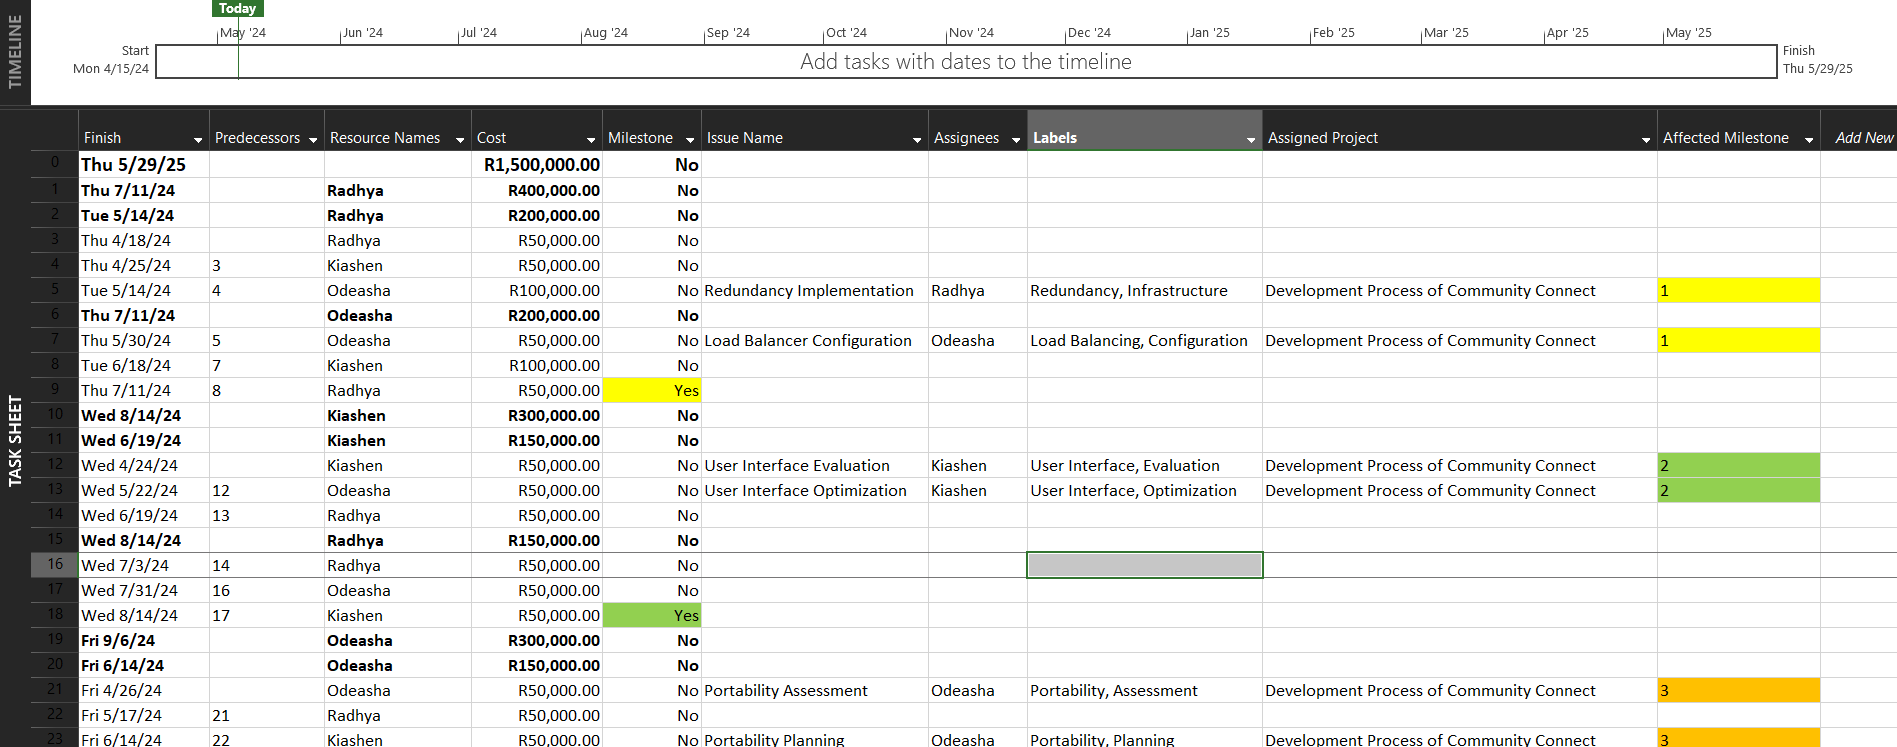 Today
May '24 Jun '24 Jul '24 Aug '24 Sep '24 Oct '24 Nov '24 Dec '24 Jan '25 Feb '25 Mar '25 Apr '25 May '25
TIMELINE
Start
Mon 4/15/24
Add tasks with dates to the timeline
Finish
Thu 5/29/25
TASK SHEET
Finish Predecessors Resource Names Cost Milestone Issue Name Assignees Labels Assigned Project Affected Milestone Add New
0 Thu 5/29/25 R1,500,000.00 No
1 Thu 7/11/24 Radhya R400,000.00 No
2 Tue 5/14/24 Radhya R200,000.00 No
3 Thu 4/18/24 Radhya R50,000.00 No
4 Thu 4/25/24 3 Kiashen R50,000.00 No
5 Tue 5/14/24 4 Odeasha R100,000.00 No Redundancy Implementation Radhya Redundancy, Infrastructure Development Process of Community Connect 1
6 Thu 7/11/24 Odeasha R200,000.00 No
7 Thu 5/30/24 5 Odeasha R50,000.00 No Load Balancer Configuration Odeasha Load Balancing, Configuration Development Process of Community Connect 1
8 Tue 6/18/24 7 Kiashen R100,000.00 No
9 Thu 7/11/24 8 Radhya R50,000.00 Yes
10 Wed 8/14/24 Kiashen R300,000.00 No
11 Wed 6/19/24 Kiashen R150,000.00 No
12 Wed 4/24/24 Kiashen R50,000.00 No User Interface Evaluation Kiashen User Interface, Evaluation Development Process of Community Connect 2
13 Wed 5/22/24 12 Odeasha R50,000.00 No User Interface Optimization Kiashen User Interface, Optimization Development Process of Community Connect 2
14 Wed 6/19/24 13 Radhya R50,000.00 No
15 Wed 8/14/24 Radhya R150,000.00 No
16 Wed 7/3/24 14 Radhya R50,000.00 No
17 Wed 7/31/24 16 Odeasha R50,000.00 No
18 Wed 8/14/24 17 Kiashen R50,000.00 Yes
19 Fri 9/6/24 Odeasha R300,000.00 No
20 Fri 6/14/24 Odeasha R150,000.00 No
21 Fri 4/26/24 Odeasha R50,000.00 No Portability Assessment Odeasha Portability, Assessment Development Process of Community Connect 3
22 Fri 5/17/24 21 Radhya R50,000.00 No
23 Fri 6/14/24 22 Kiashen R50,000.00 No Portability Planning Odeasha Portability, Planning Development Process of Community Connect 3